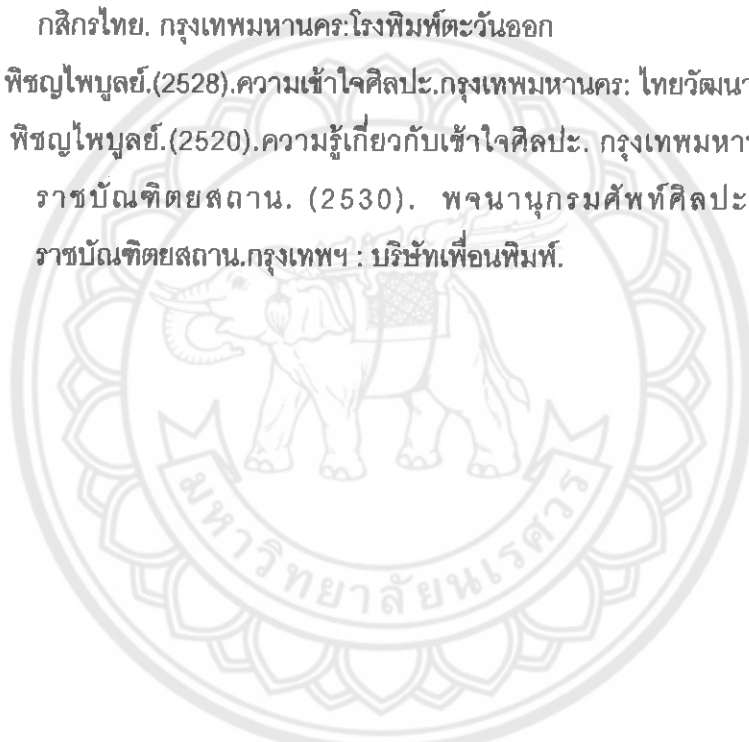 กสิกรไทย. กรุงเทพมหานคร:โรงพิมพ์ตะวันออก
พิชญไพบูลย์.(2528).ความเข้าใจศิลปะ.กรุงเทพมหานคร: ไทยวัฒนา
พิชญไพบูลย์.(2520).ความรู้เกี่ยวกับเข้าใจศิลปะ. กรุงเทพมหาน
ราชบัณฑิตยสถาน. (2530). พจนานุกรมศัพท์ศิลปะ
ราชบัณฑิตยสถาน.กรุงเทพฯ : บริษัทเพื่อนพิมพ์.
มหาวิทยาลัยนเรศวร